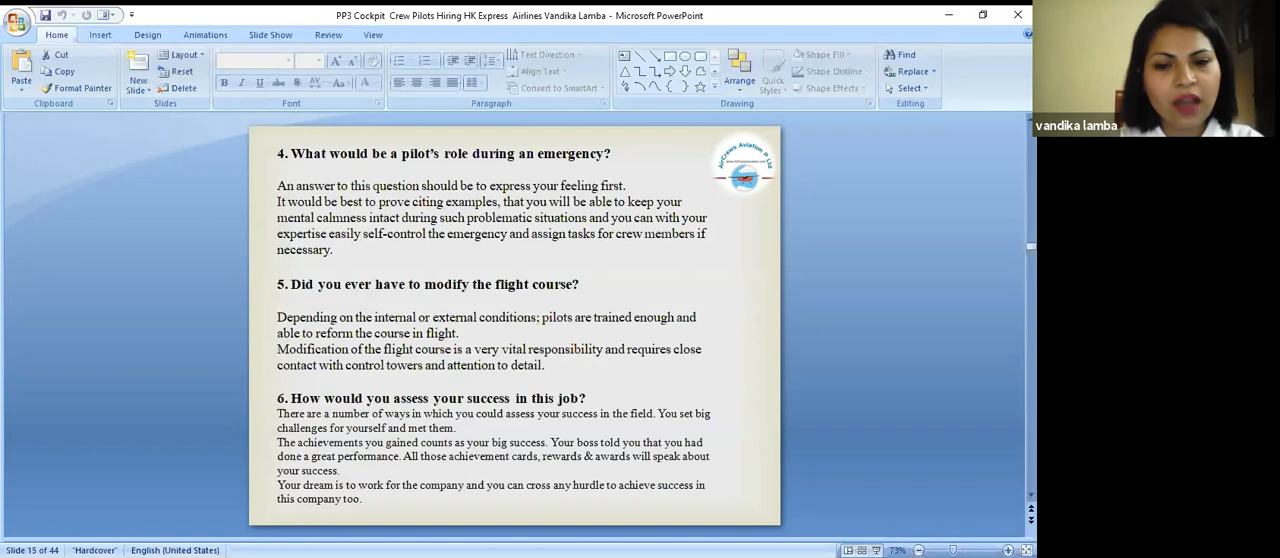 PP3 Cockpit Crew Pilots Hiring HK Express Airlines Vandika Lamba - Microsoft PowerPoint
Home Insert Design Animations Slide Show Review View
Paste
Cut
Copy
Format Painter
Clipboard
New Slide
Layout
Reset
Delete
Slides
Font
Text Direction
Align Text
Convert to SmartArt
Paragraph
Arrange
Quick Styles
Shape Fill
Shape Outline
Shape Effects
Drawing
Find
Replace
Select
Editing
vandika lamba
AirCrews Aviation P Ltd
4. What would be a pilot's role during an emergency?
An answer to this question should be to express your feeling first.
It would be best to prove citing examples, that you will be able to keep your
mental calmness intact during such problematic situations and you can with your
expertise easily self-control the emergency and assign tasks for crew members if
necessary.
5. Did you ever have to modify the flight course?
Depending on the internal or external conditions; pilots are trained enough and
able to reform the course in flight.
Modification of the flight course is a very vital responsibility and requires close
contact with control towers and attention to detail.
6. How would you assess your success in this job?
There are a number of ways in which you could assess your success in the field. You set big
challenges for yourself and met them.
The achievements you gained counts as your big success. Your boss told you that you had
done a great performance. All those achievement cards, rewards & awards will speak about
your success.
Your dream is to work for the company and you can cross any hurdle to achieve success in
this company too.
Slide 15 of 44 "Hardcover" English (United States) 73%